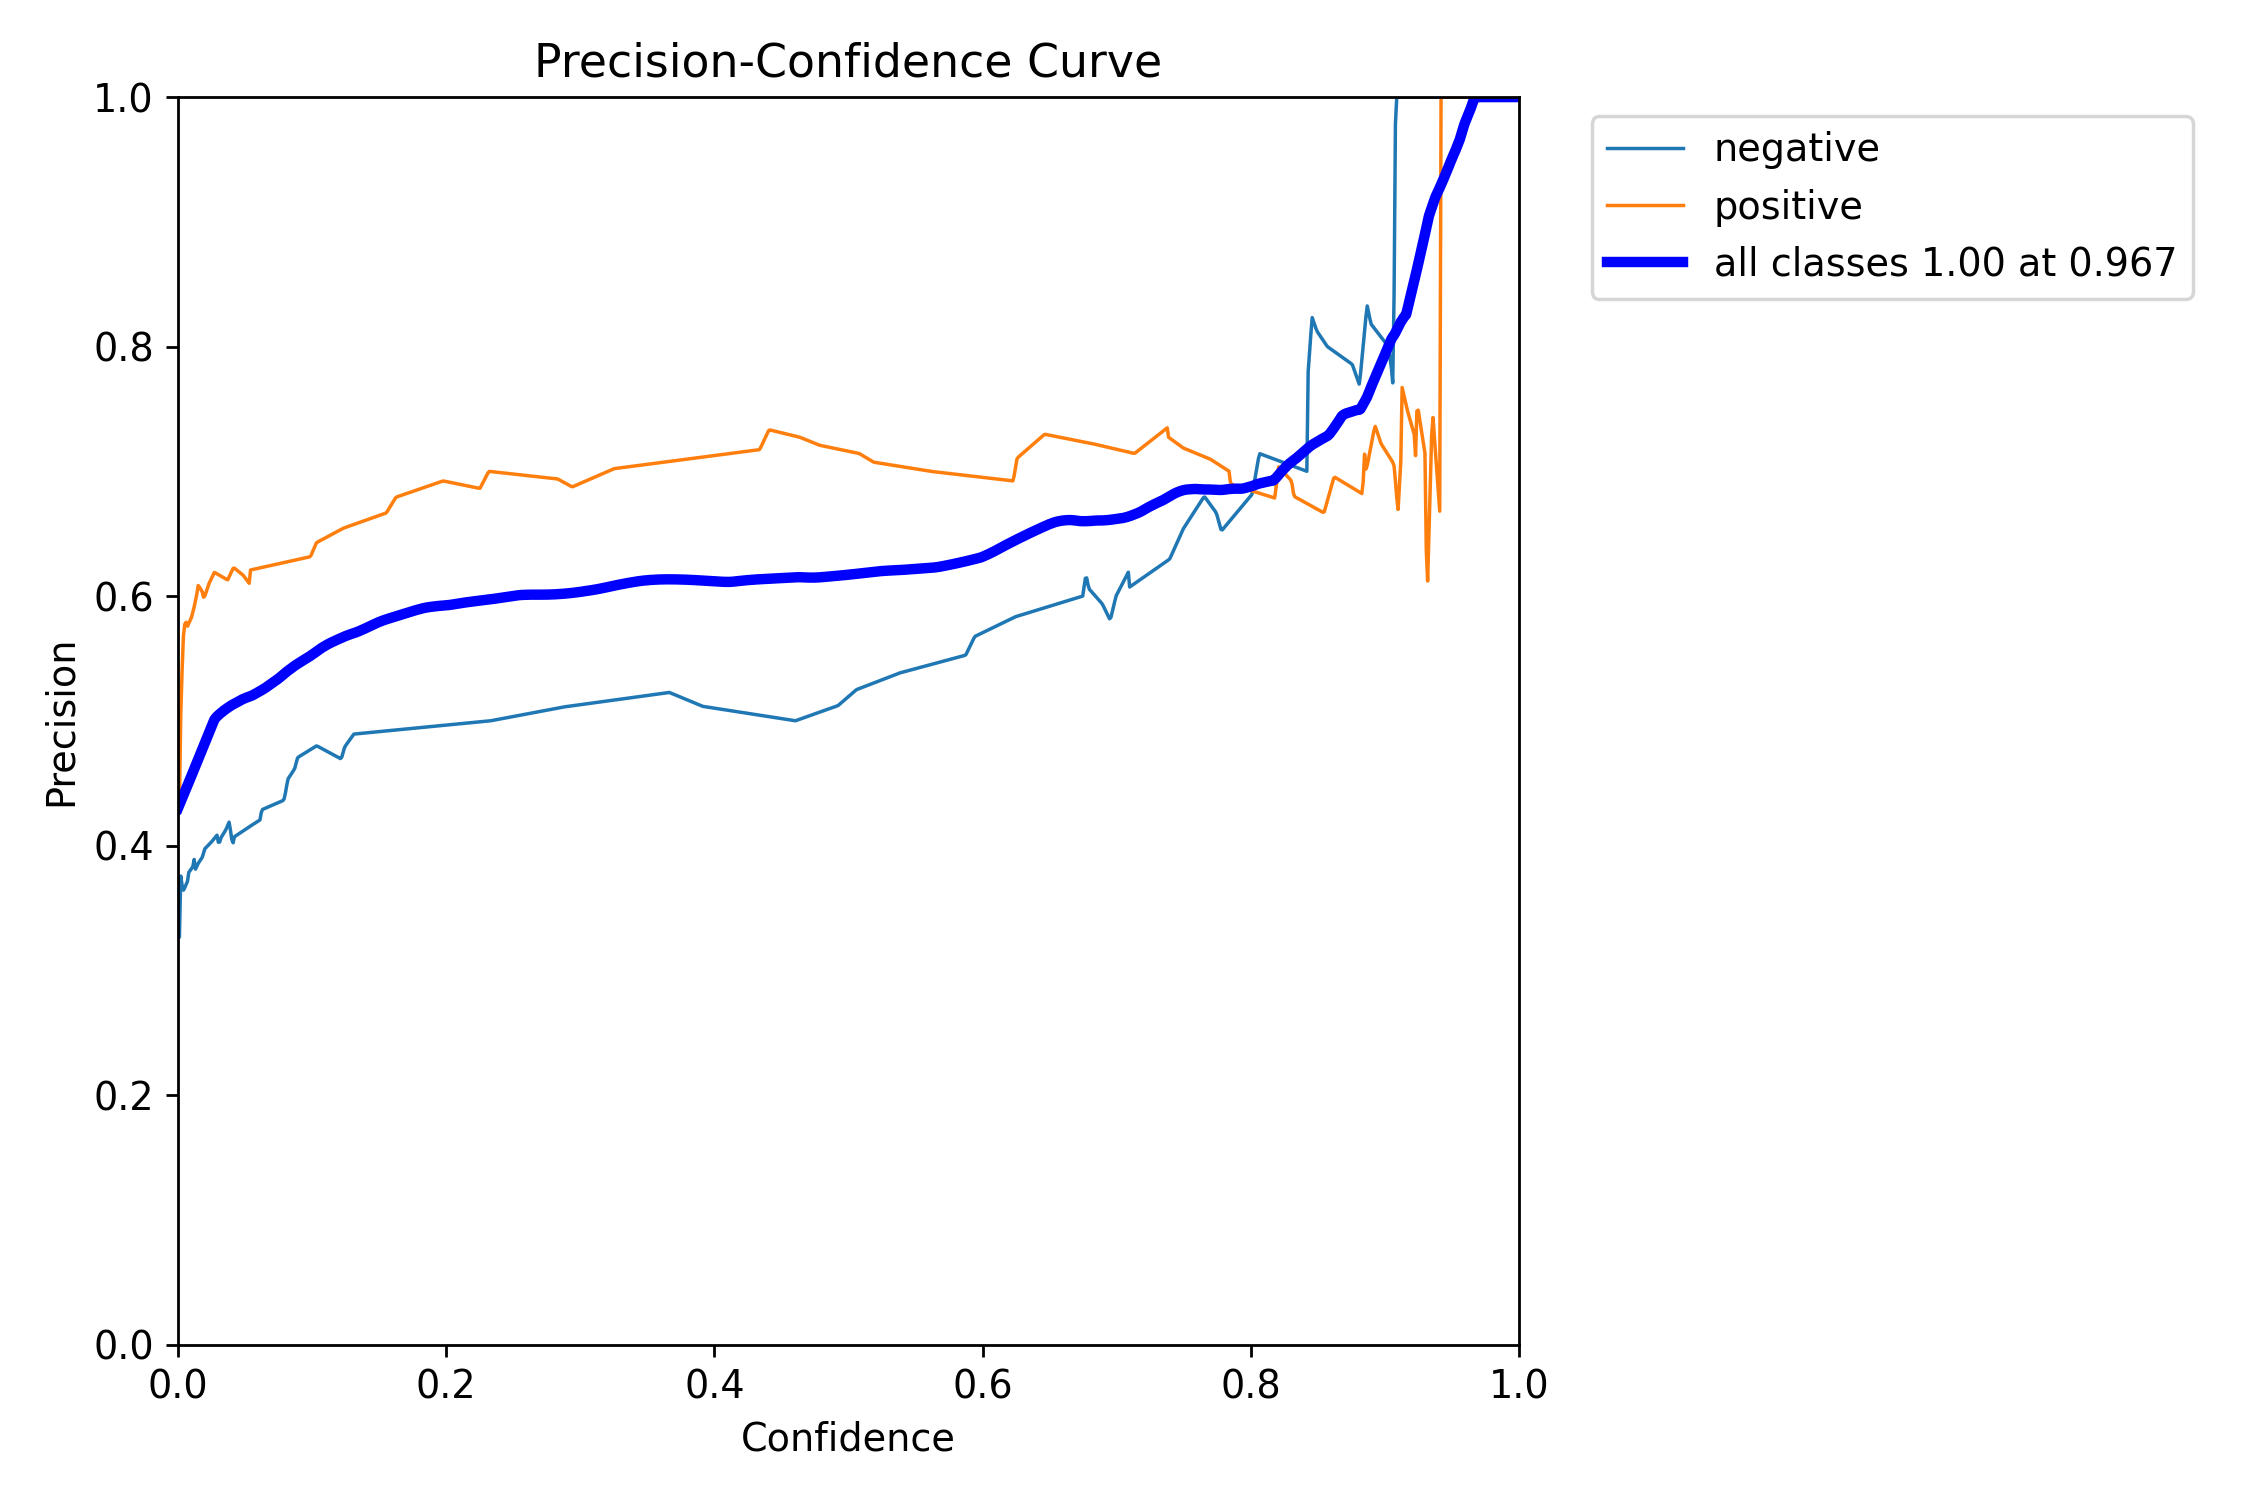 Precision-Confidence Curve
1.0
0.8
0.6
0.4
0.2
0.0
Precision
0.0 0.2 0.4 0.6 0.8 1.0
Confidence
negative
positive
all classes 1.00 at 0.967